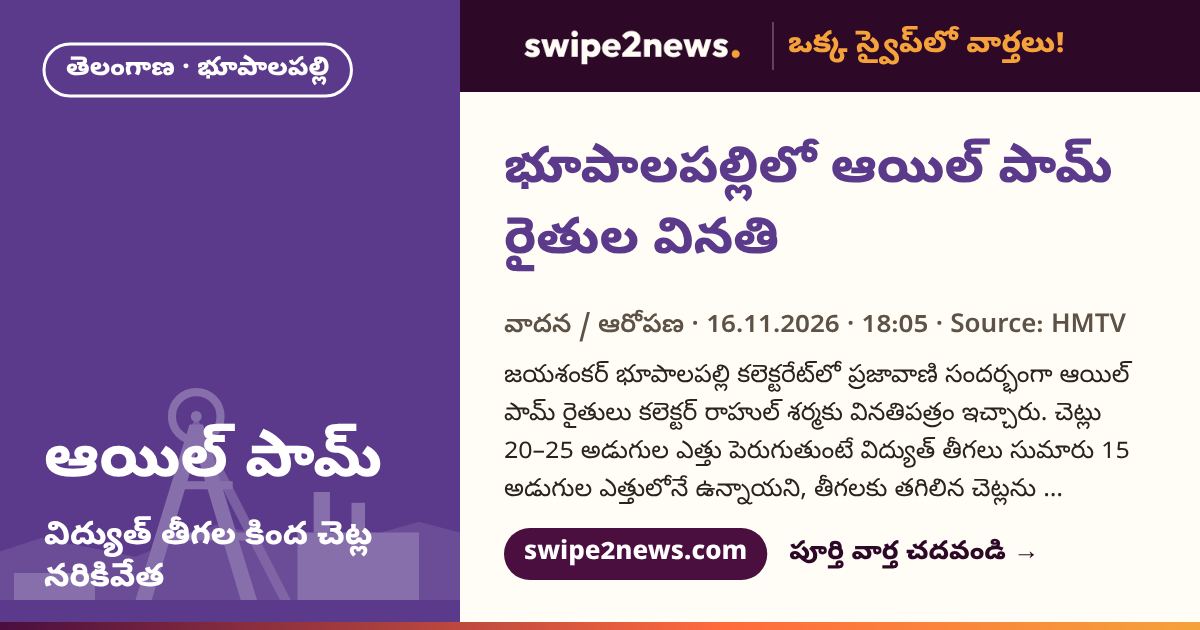 తెలంగాణ · భూపాలపల్లి
ఆయిల్ పామ్
విద్యుత్ తీగల కింద చెట్ల
నరికివేత
swipe2news.
ఒక్క స్వైప్‌లో వార్తలు!
భూపాలపల్లిలో ఆయిల్ పామ్
రైతుల వినతి
వాదన / ఆరోపణ · 16.11.2026 · 18:05 · Source: HMTV
జయశంకర్ భూపాలపల్లి కలెక్టరేట్‌లో ప్రజావాణి సందర్భంగా ఆయిల్
పామ్ రైతులు కలెక్టర్ రాహుల్ శర్మకు వినతిపత్రం ఇచ్చారు. చెట్లు
20–25 అడుగుల ఎత్తు పెరుగుతుంటే విద్యుత్ తీగలు సుమారు 15
అడుగుల ఎత్తులోనే ఉన్నాయని, తీగలకు తగిలిన చెట్లను ...
swipe2news.com
పూర్తి వార్త చదవండి →